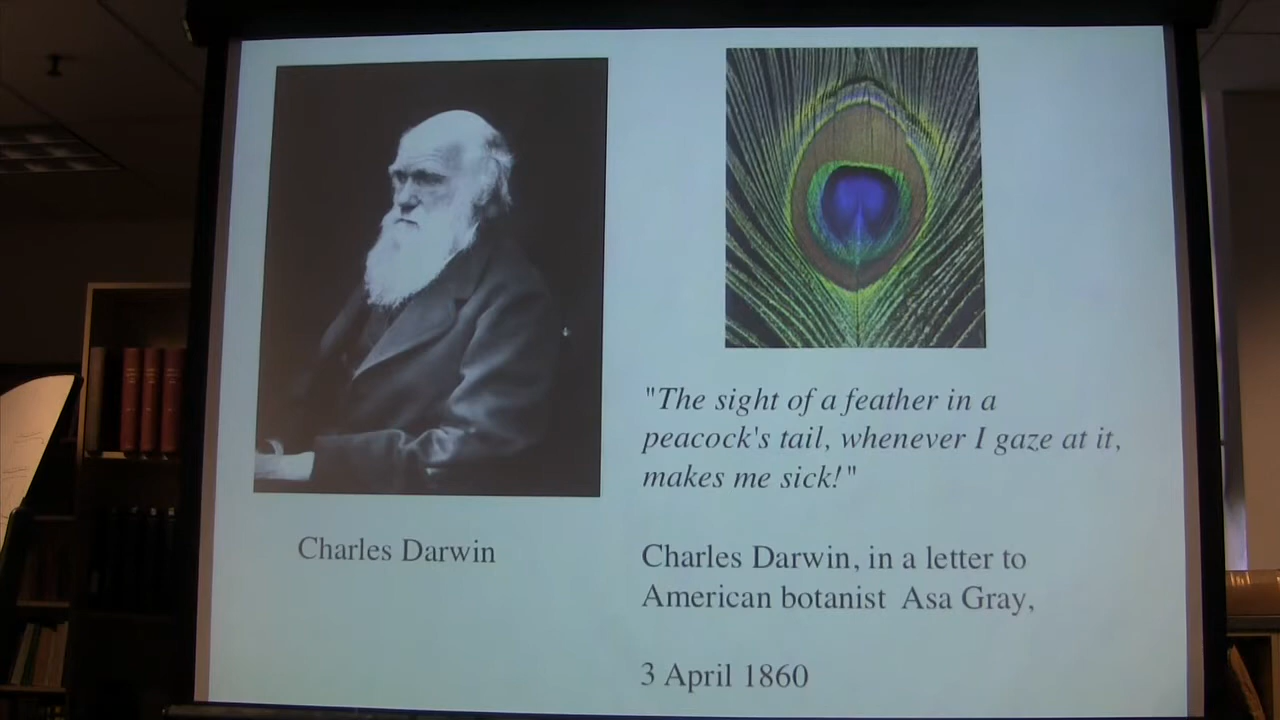 "The sight of a feather in a
peacock's tail, whenever I gaze at it,
makes me sick!"
Charles Darwin
Charles Darwin, in a letter to
American botanist Asa Gray,
3 April 1860